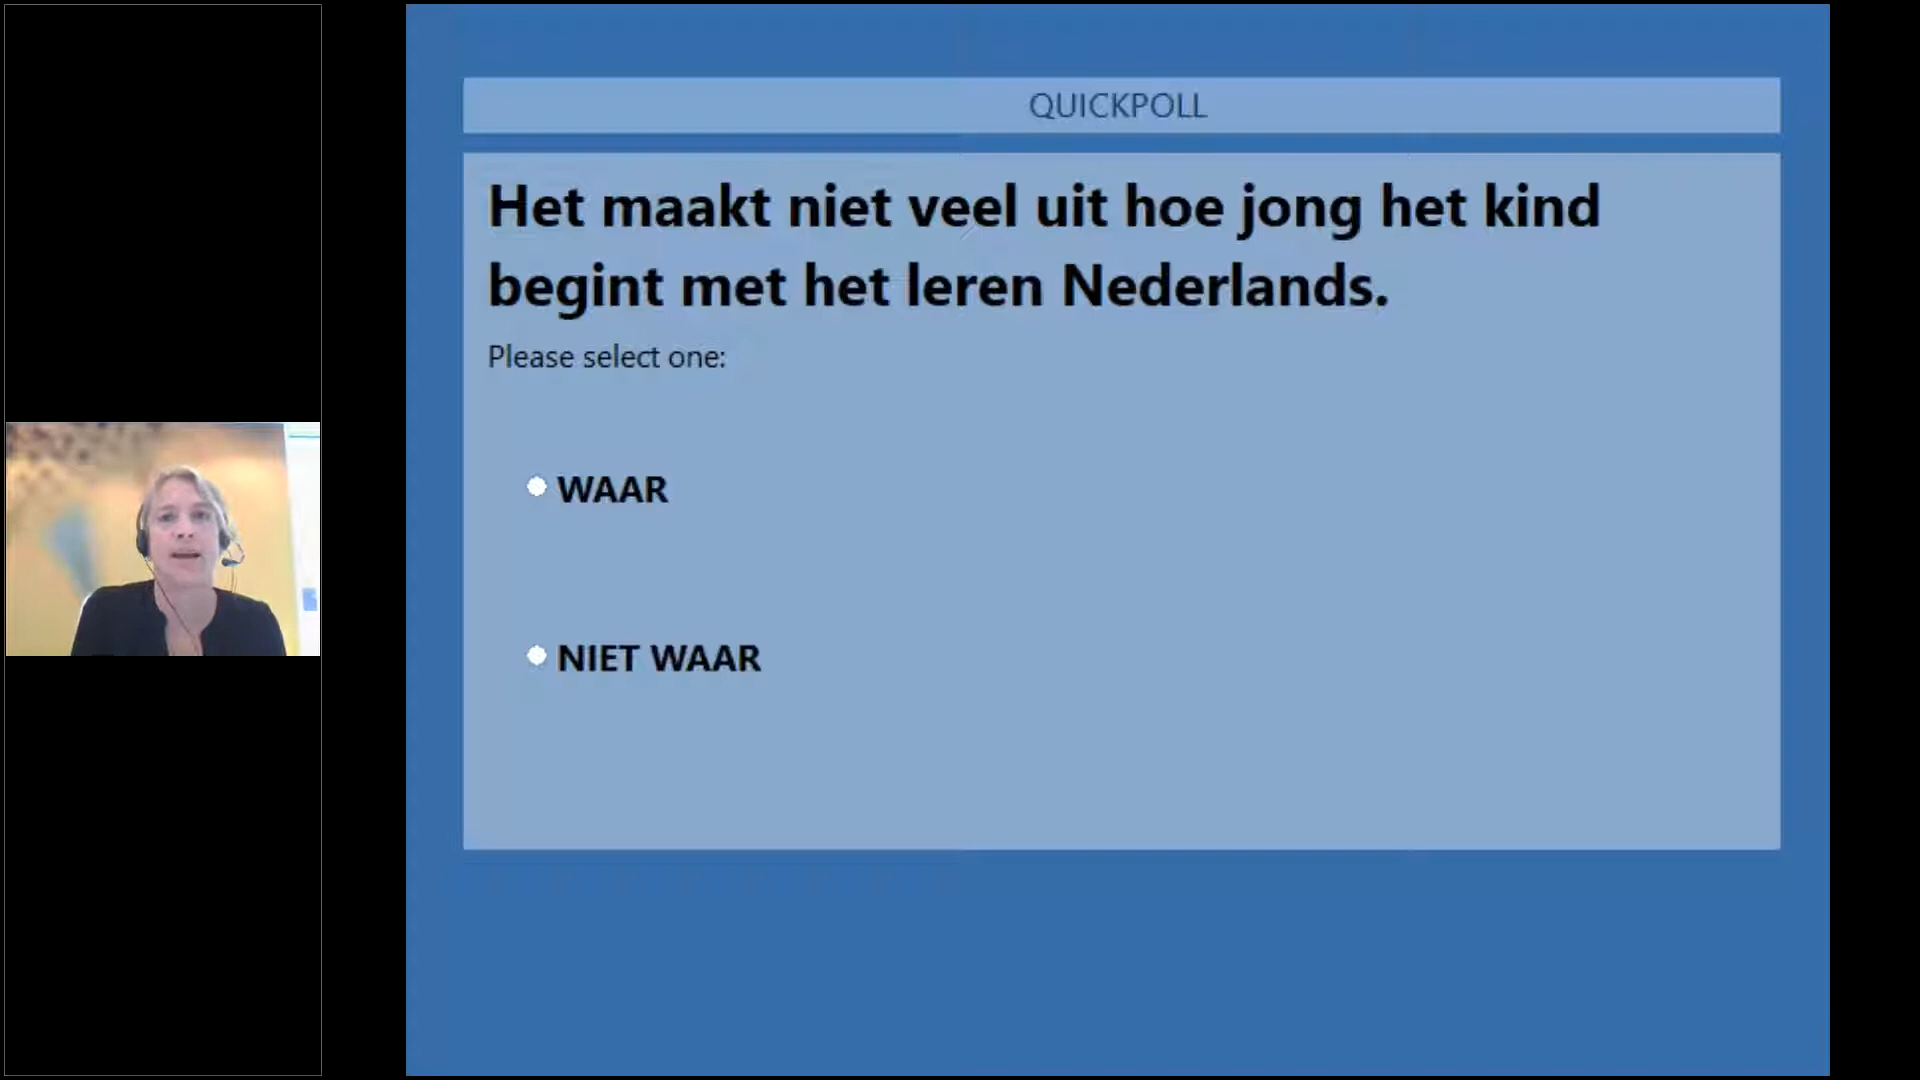 QUICKPOLL
Het maakt niet veel uit hoe jong het kind
begint met het leren Nederlands.
Please select one:
WAAR
NIET WAAR